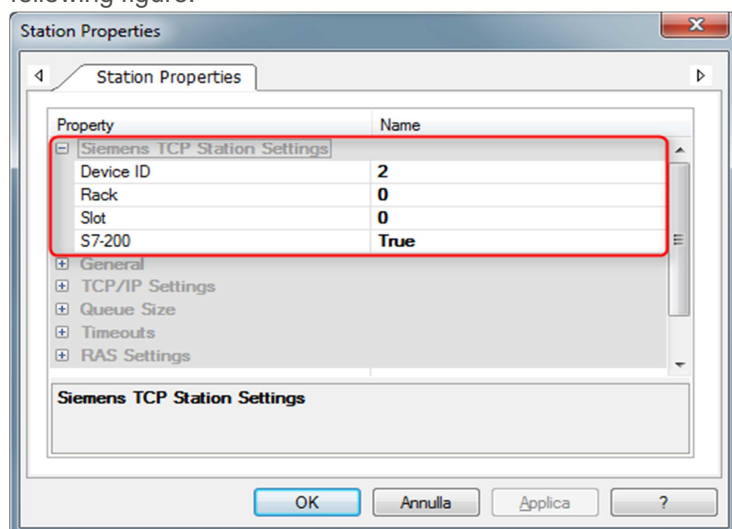 following figure:
Station Properties
Station Properties
Property Name
Siemens TCP Station Settings
Device ID 2
Rack 0
Slot 0
S7-200 True
General
TCP/IP Settings
Queue Size
Timeouts
RAS Settings
Siemens TCP Station Settings
OK Annulla Applica ?